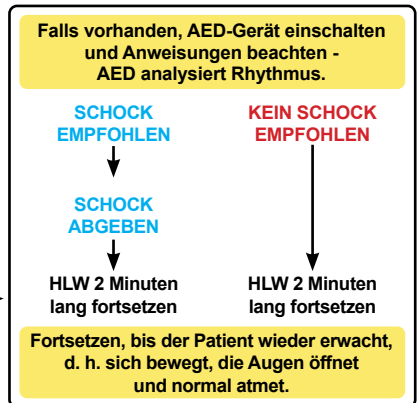 Falls vorhanden, AED-Gerät einschalten
und Anweisungen beachten -
AED analysiert Rhythmus.
SCHOCK
EMPFOHLEN
SCHOCK
ABGEBEN
HLW 2 Minuten
lang fortsetzen
KEIN SCHOCK
EMPFOHLEN
HLW 2 Minuten
lang fortsetzen
Fortsetzen, bis der Patient wieder erwacht,
d. h. sich bewegt, die Augen öffnet
und normal atmet.